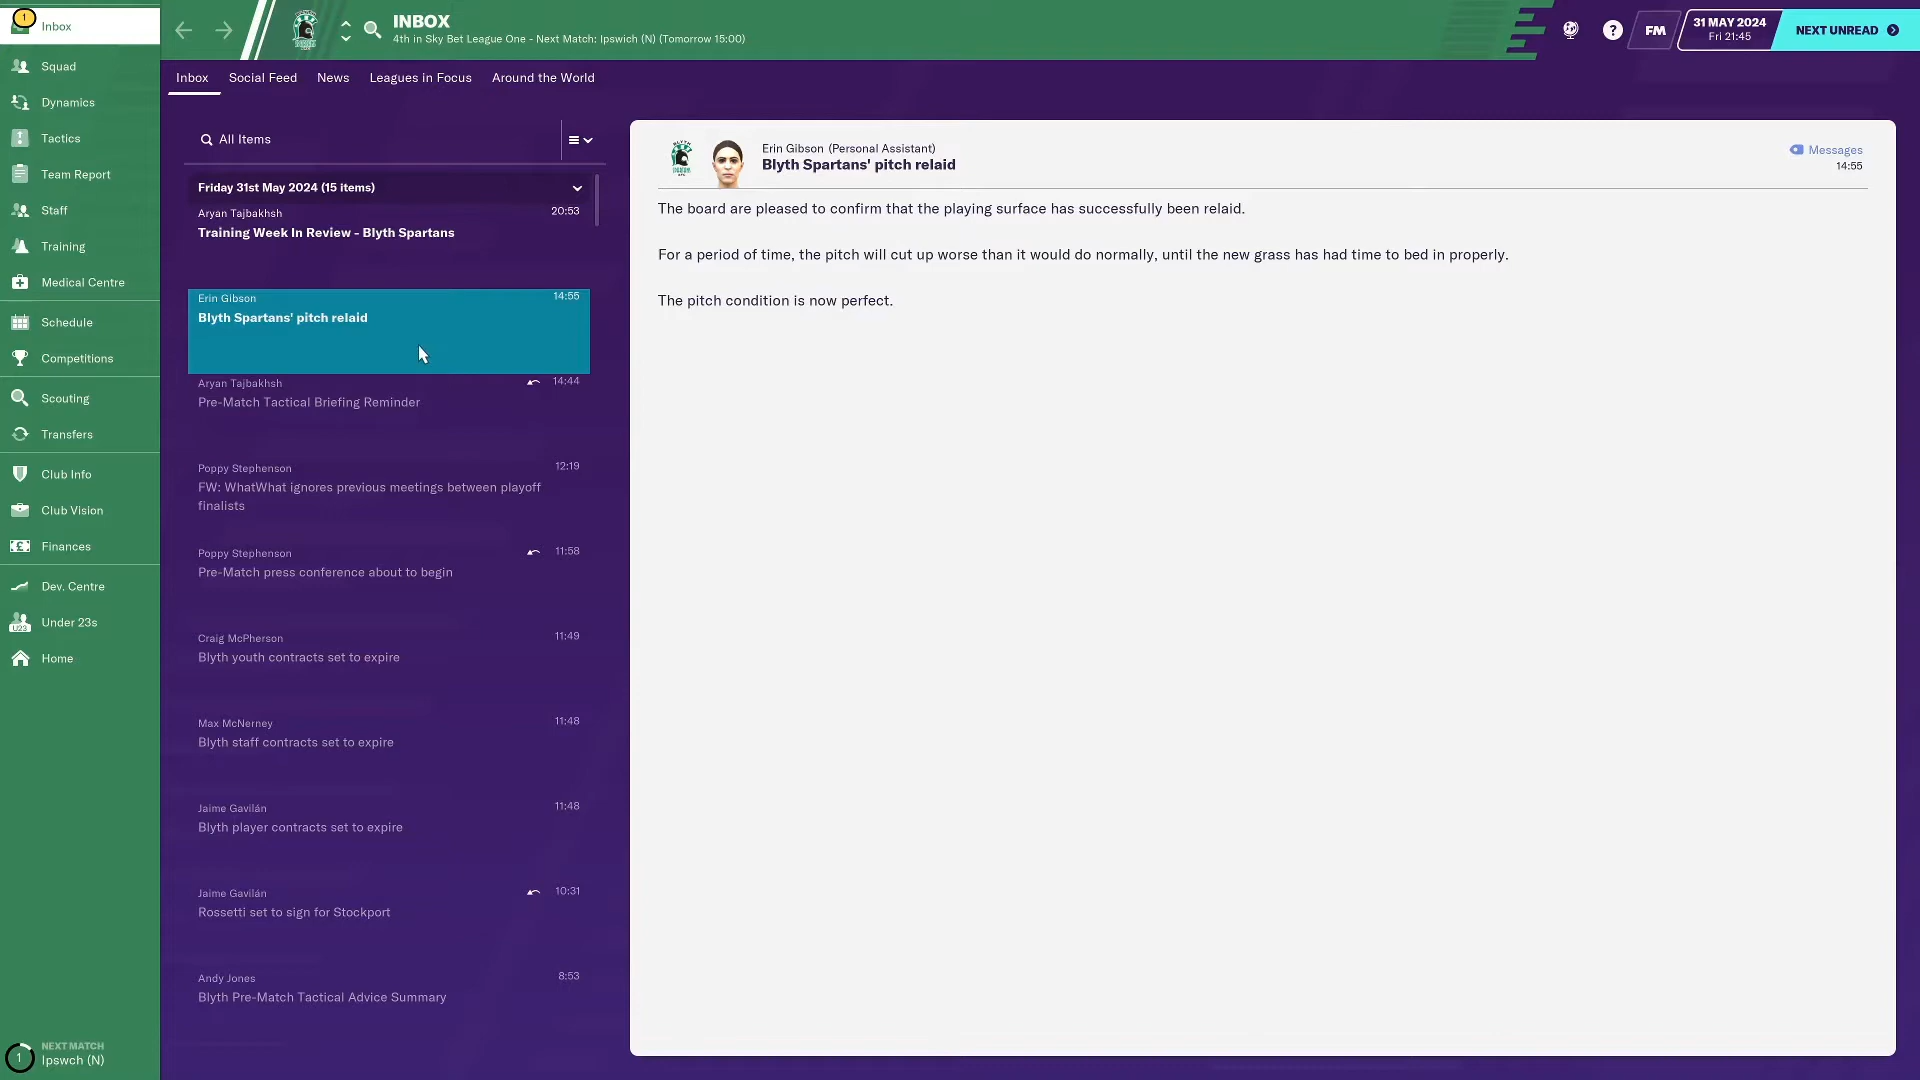 1
Inbox
Squad
Dynamics
Tactics
Team Report
Staff
Training
Medical Centre
Schedule
Competitions
Scouting
Transfers
Club Info
Club Vision
Finances
Dev. Centre
U23
Under 23s
Home
1
NEXT MATCH
Ipswch (N)
INBOX
4th in Sky Bet League One - Next Match: Ipswich (N) (Tomorrow 15:00)
?
FM
31 MAY 2024
Fri 21:45
NEXT UNREAD
Inbox
Social Feed
News
Leagues in Focus
Around the World
All Items
Friday 31st May 2024 (15 items)
Aryan Tajbakhsh
20:53
Training Week In Review - Blyth Spartans
Erin Gibson
14:55
Blyth Spartans' pitch relaid
Aryan Tajbakhsh
14:44
Pre-Match Tactical Briefing Reminder
Poppy Stephenson
12:19
FW: WhatWhat ignores previous meetings between playoff
finalists
Poppy Stephenson
11:58
Pre-Match press conference about to begin
Craig McPherson
11:49
Blyth youth contracts set to expire
Max McNerney
11:48
Blyth staff contracts set to expire
Jaime Gavilán
11:48
Blyth player contracts set to expire
Jaime Gavilán
10:31
Rossetti set to sign for Stockport
Andy Jones
8:53
Blyth Pre-Match Tactical Advice Summary
Erin Gibson (Personal Assistant)
Blyth Spartans' pitch relaid
Messages
14:55
The board are pleased to confirm that the playing surface has successfully been relaid.
For a period of time, the pitch will cut up worse than it would do normally, until the new grass has had time to bed in properly.
The pitch condition is now perfect.